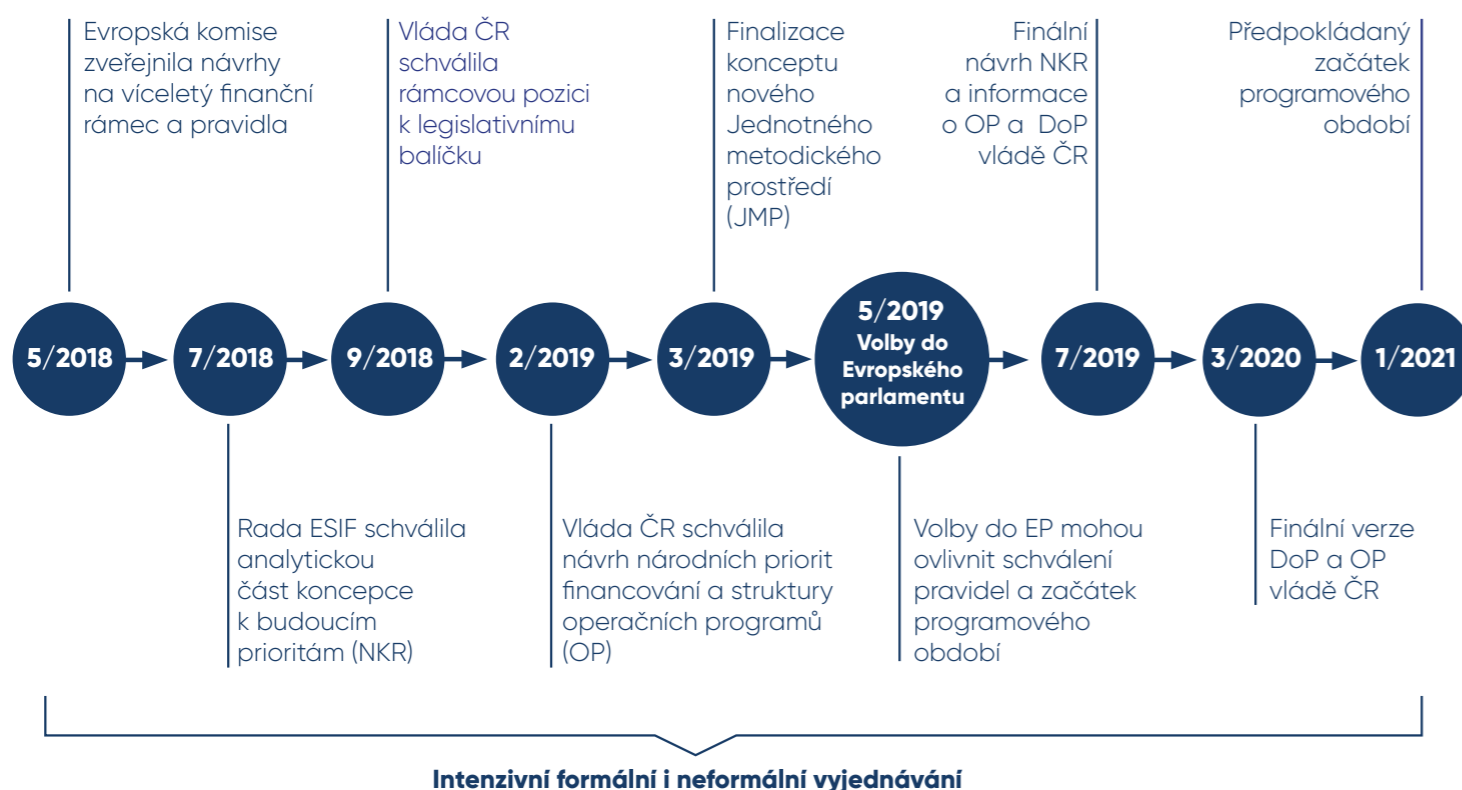 Evropská komise
zveřejnila návrhy
na víceletý finanční
rámec a pravidla
Vláda ČR
schválila
rámcovou pozici
k legislativnímu
balíčku
Finalizace
konceptu
nového
Jednotného
metodického
prostředí
(JMP)
Finální
návrh NKR
a informace
o OP a DoP
vládě ČR
Předpokládaný
začátek
programového
období
5/2018
7/2018
9/2018
2/2019
3/2019
5/2019
Volby do
Evropského
parlamentu
7/2019
3/2020
1/2021
Rada ESIF schválila
analytickou
část koncepce
k budoucím
prioritám (NKR)
Vláda ČR schválila
návrh národních priorit
financování a struktury
operačních programů
(OP)
Volby do EP mohou
ovlivnit schválení
pravidel a začátek
programového
období
Finální verze
DoP a OP
vládě ČR
Intenzivní formální i neformální vyjednávání